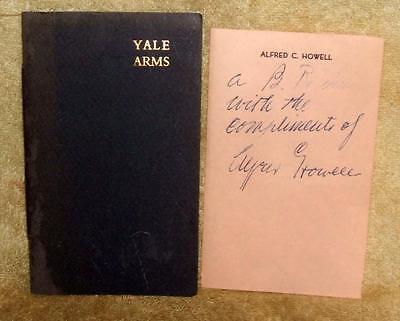 YALE
ARMS
ALFRED C. HOWELL
a B.
with the
compliments of
Alfred C Howell